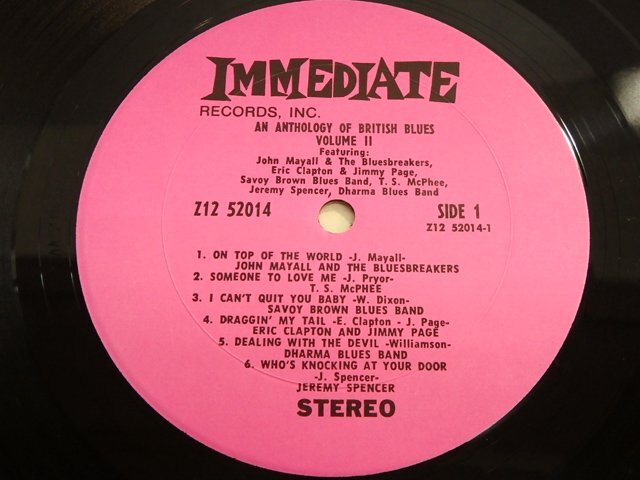 IMMEDIATE
RECORDS, INC.
AN ANTHOLOGY OF BRITISH BLUES
VOLUME II
Featuring:
John Mayall & The Bluesbreakers,
Eric Clapton & Jimmy Page,
Savoy Brown Blues Band, T. S. McPhee,
Jeremy Spencer, Dharma Blues Band
Z12 52014
SIDE 1
Z12 52014-1
1. ON TOP OF THE WORLD -J. Mayall-
JOHN MAYALL AND THE BLUESBREAKERS
2. SOMEONE TO LOVE ME -J. Pryor-
T. S. McPHEE
3. I CAN'T QUIT YOU BABY -W. Dixon-
SAVOY BROWN BLUES BAND
4. DRAGGIN' MY TAIL -E. Clapton - J. Page-
ERIC CLAPTON AND JIMMY PAGE
5. DEALING WITH THE DEVIL -Williamson-
DHARMA BLUES BAND
6. WHO'S KNOCKING AT YOUR DOOR
-J. Spencer-
JEREMY SPENCER
STEREO